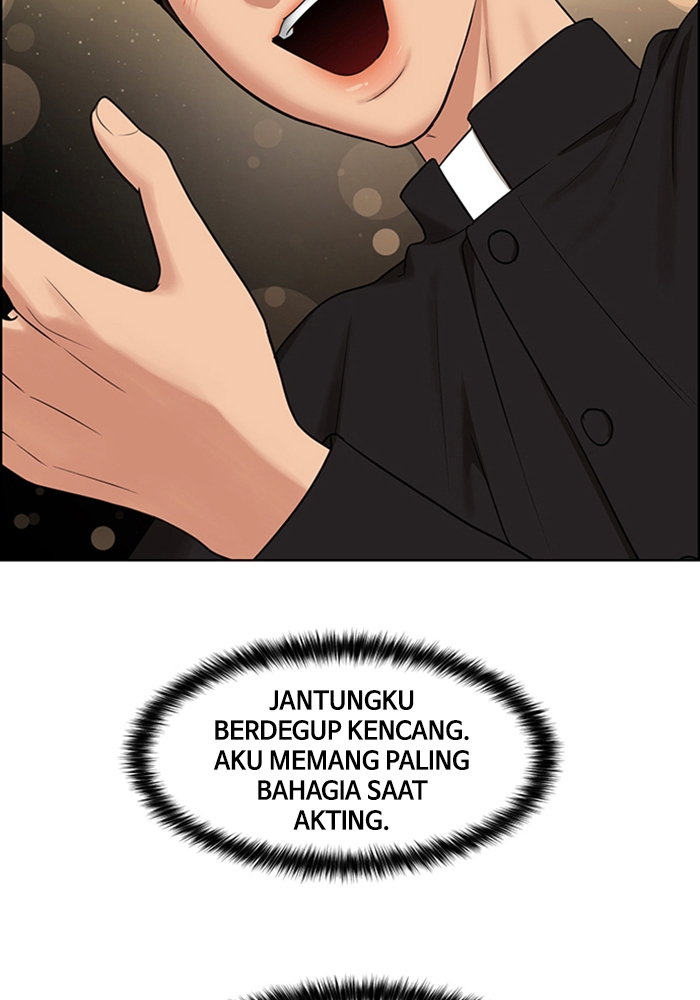 JANTUNGKU
BERDEGUP KENCANG.
AKU MEMANG PALING
BAHAGIA SAAT
AKTING.